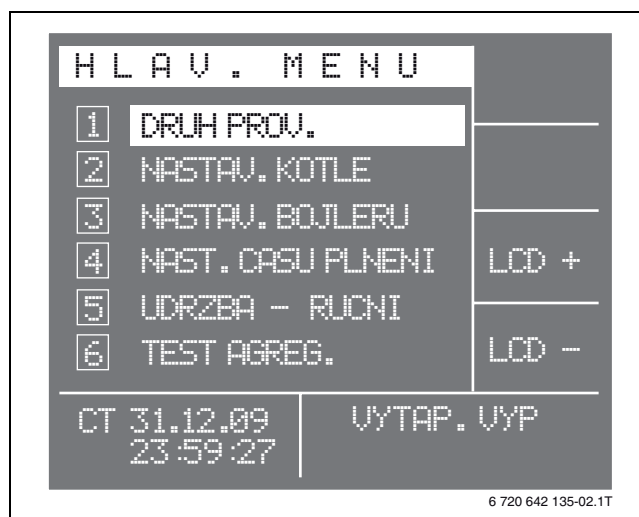 HLAV. MENU
1 DRUH PROV.
2 NASTAV. KOTLE
3 NASTAV. BOJLERU
4 NAST. CASU PLNENI
LCD +
5 UDRZBA – RUCNI
6 TEST AGREG.
LCD –
CT 31.12.09
23:59:27
VYTAP. VYP
6 720 642 135-02.1T